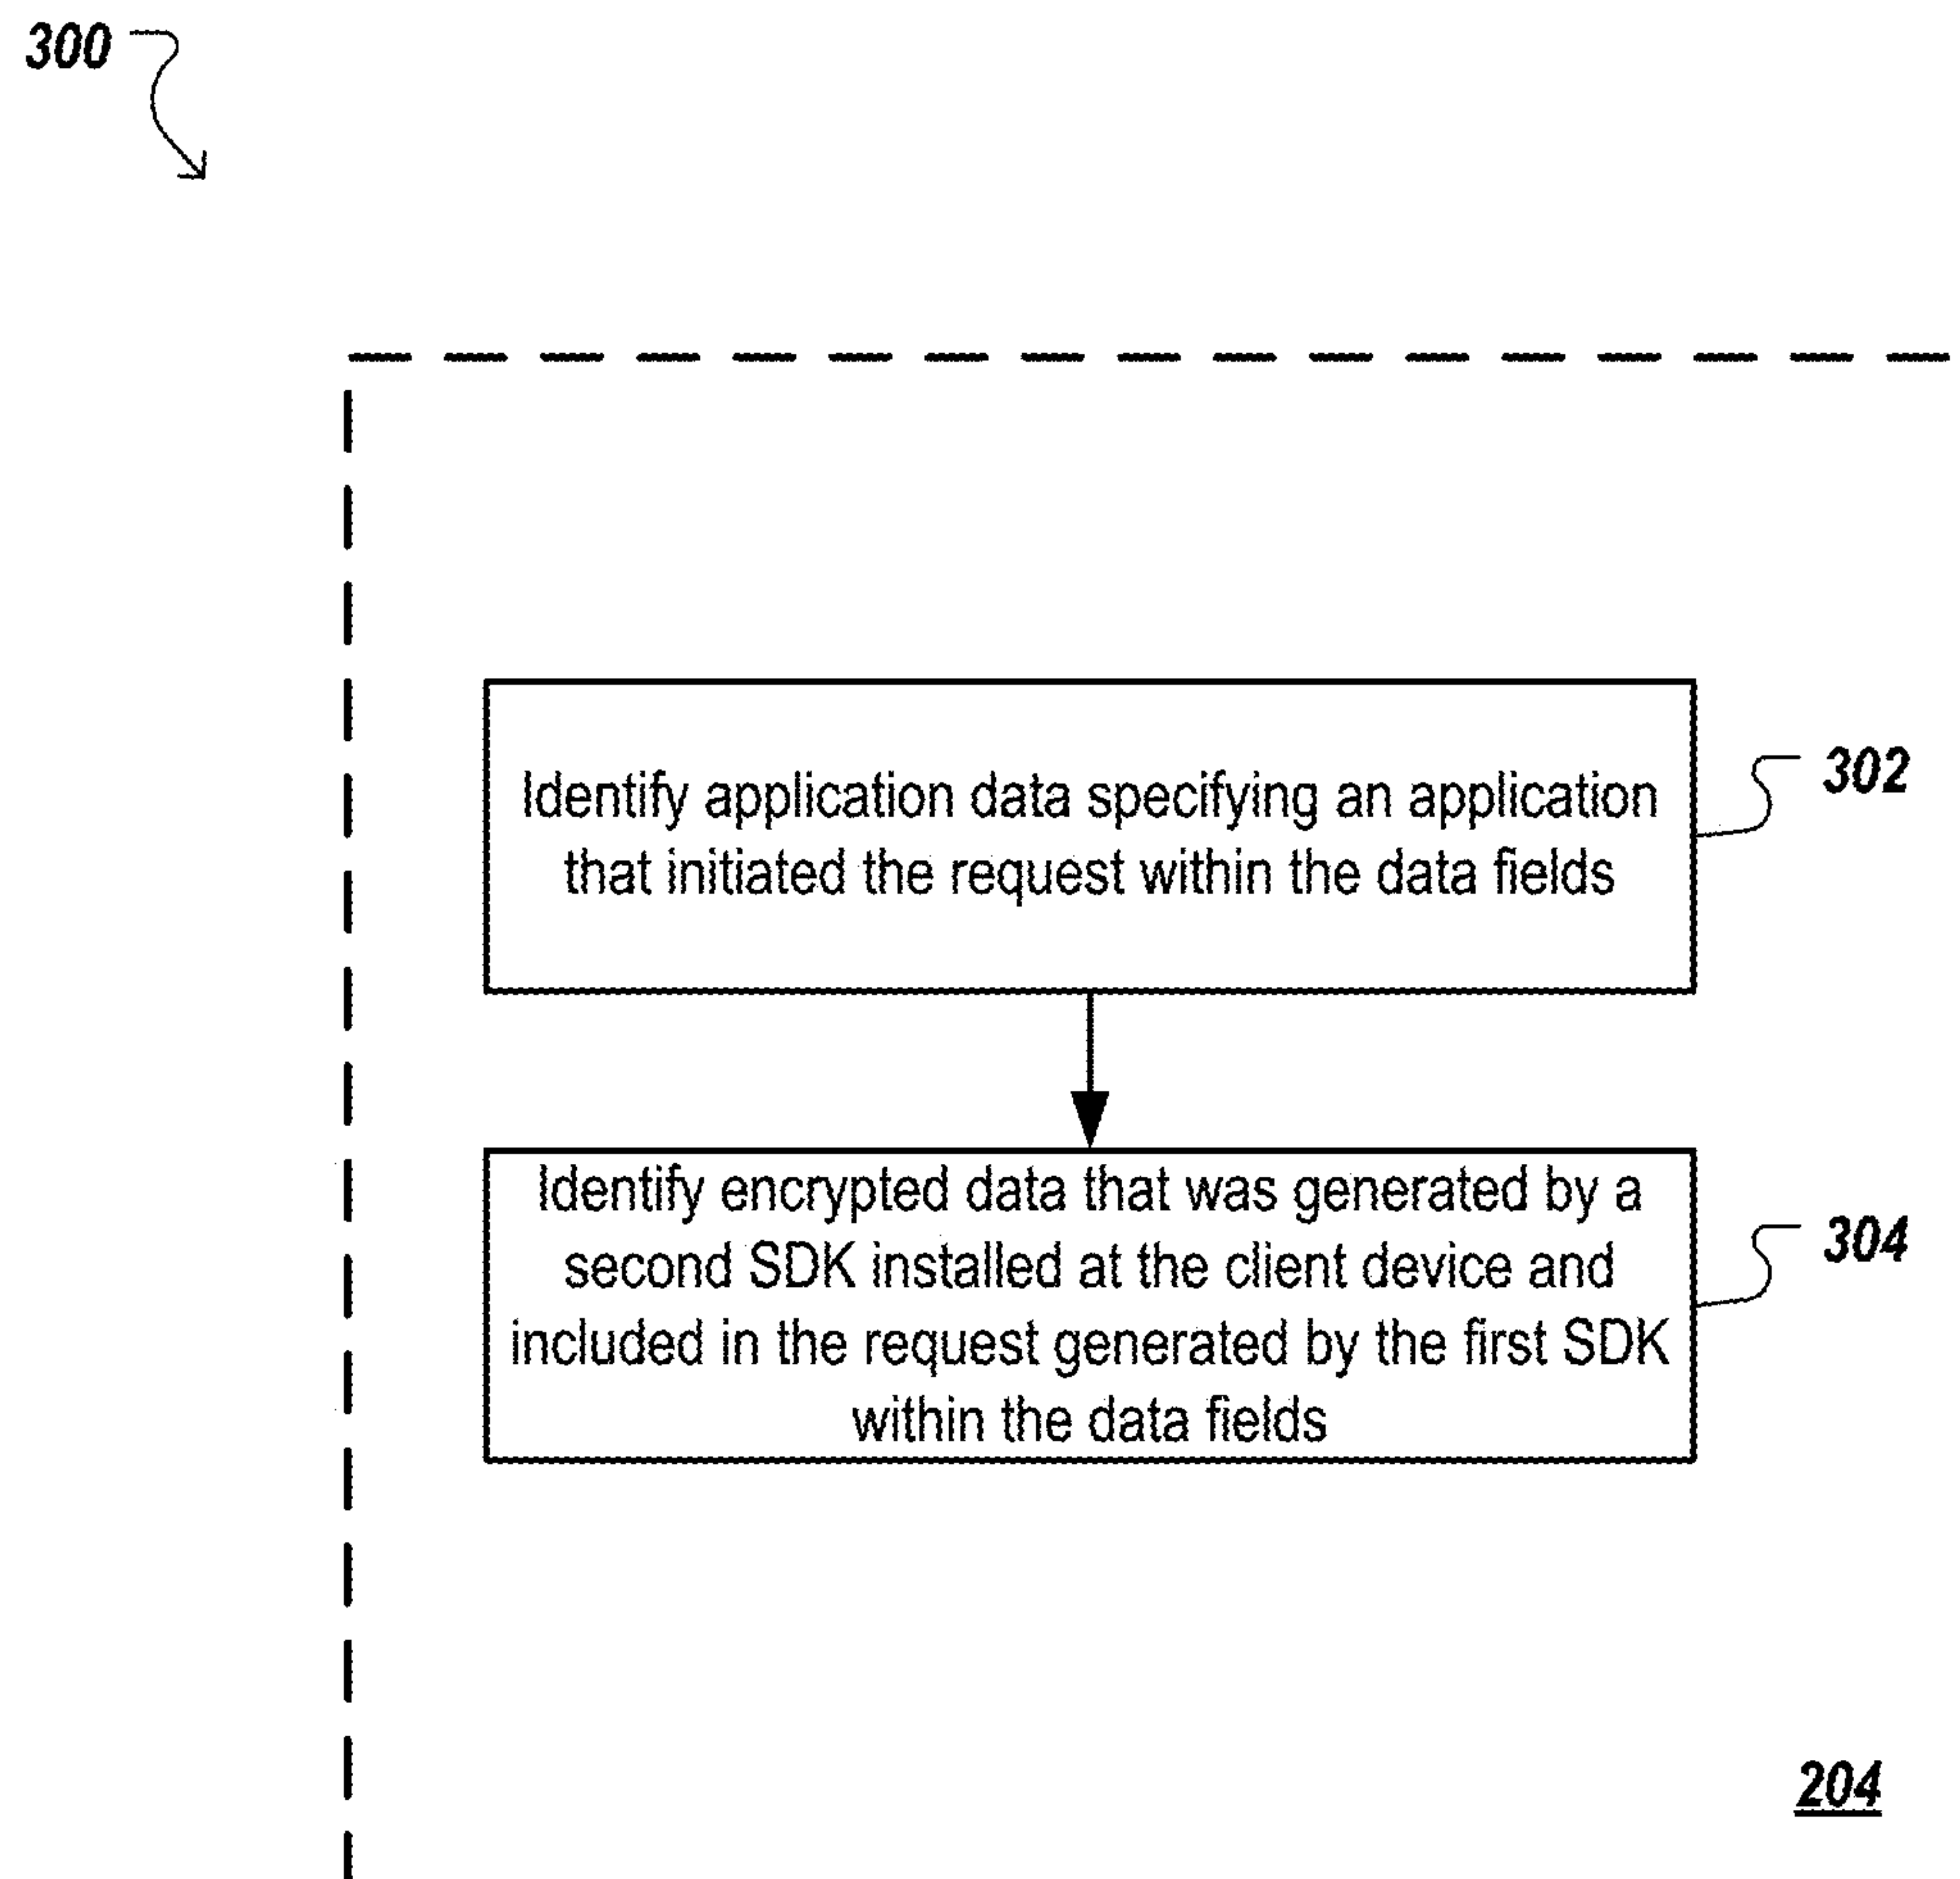 300
Identify application data specifying an application
that initiated the request within the data fields
302
Identify encrypted data that was generated by a
second SDK installed at the client device and
included in the request generated by the first SDK
within the data fields
304
204